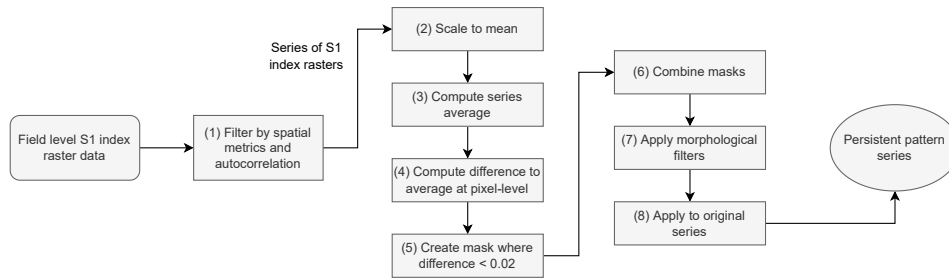 Field level S1 index
raster data
(1) Filter by spatial
metrics and
autocorrelation
Series of S1
index rasters
(2) Scale to mean
(3) Compute series
average
(4) Compute difference to
average at pixel-level
(5) Create mask where
difference < 0.02
(6) Combine masks
(7) Apply morphological
filters
(8) Apply to original
series
Persistent pattern
series